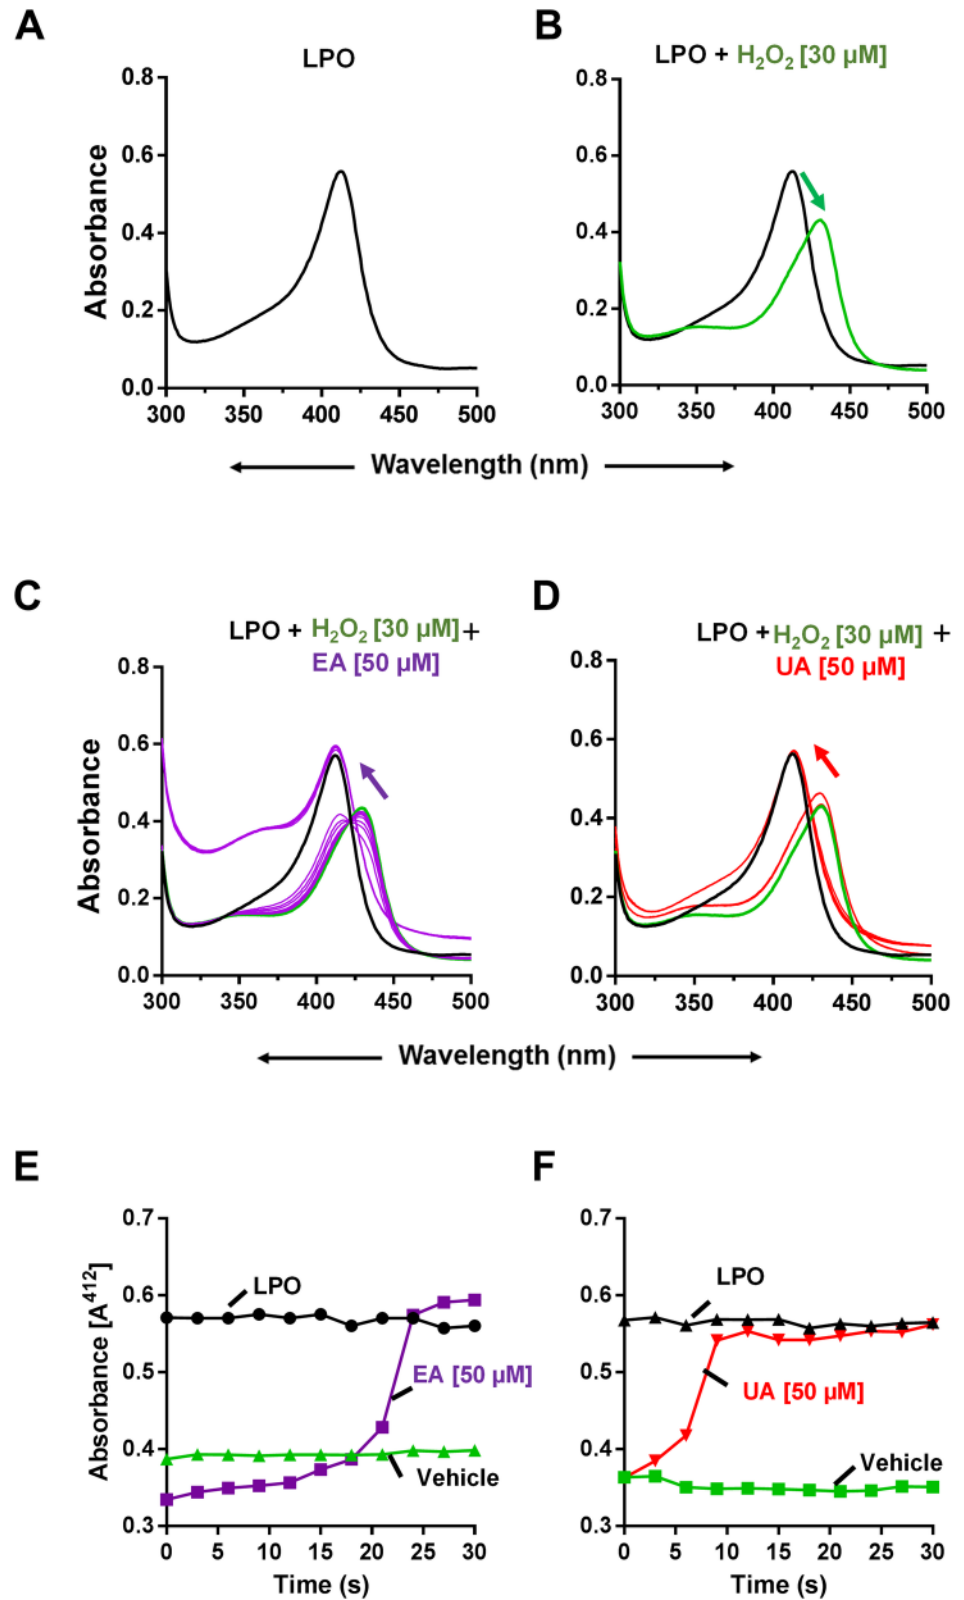 A
LPO
Absorbance
0.8
0.6
0.4
0.2
0.0
300 350 400 450 500
B
LPO + H₂O₂ [30 µM]
0.8
0.6
0.4
0.2
0.0
300 350 400 450 500
Wavelength (nm)
C
LPO + H₂O₂ [30 µM] +
EA [50 µM]
Absorbance
0.8
0.6
0.4
0.2
0.0
300 350 400 450 500
D
LPO + H₂O₂ [30 µM] +
UA [50 µM]
0.8
0.6
0.4
0.2
0.0
300 350 400 450 500
Wavelength (nm)
E
Absorbance [A⁴¹²]
0.7
0.6
0.5
0.4
0.3
LPO
EA [50 µM]
Vehicle
0 5 10 15 20 25 30
Time (s)
F
0.7
0.6
0.5
0.4
0.3
LPO
UA [50 µM]
Vehicle
0 5 10 15 20 25 30
Time (s)